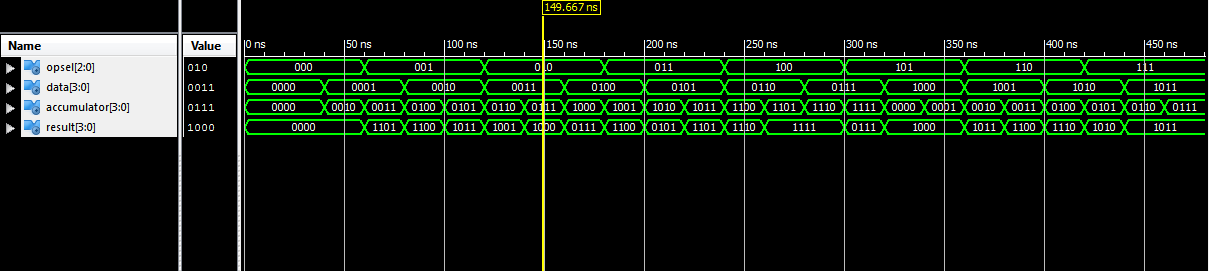 149.667 ns
Name Value 0 ns 50 ns 100 ns 150 ns 200 ns 250 ns 300 ns 350 ns 400 ns 450 ns
opsel[2:0] 010 000 001 010 011 100 101 110 111
data[3:0] 0011 0000 0001 0010 0011 0100 0101 0110 0111 1000 1001 1010 1011
accumulator[3:0] 0111 0000 0010 0011 0100 0101 0110 0111 1000 1001 1010 1011 1100 1101 1110 1111 0000 0001 0010 0011 0100 0101 0110 0111
result[3:0] 1000 0000 1101 1100 1011 1001 1000 0111 1100 0101 1101 1110 1111 0111 1000 1011 1100 1110 1010 1011